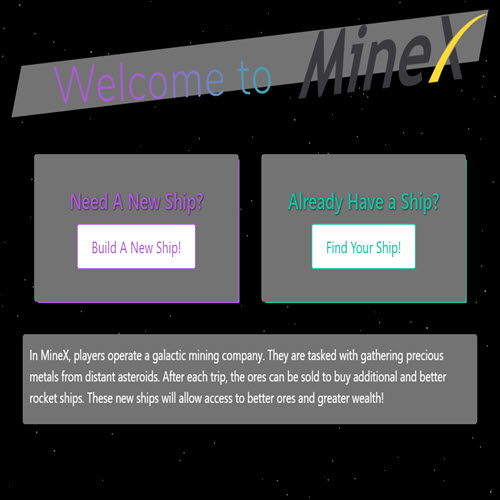 Welcome to MineX
Need A New Ship?
Already Have a Ship?
Build A New Ship!
Find Your Ship!
In MineX, players operate a galactic mining company. They are tasked with gathering precious
metals from distant asteroids. After each trip, the ores can be sold to buy additional and better
rocket ships. These new ships will allow access to better ores and greater wealth!